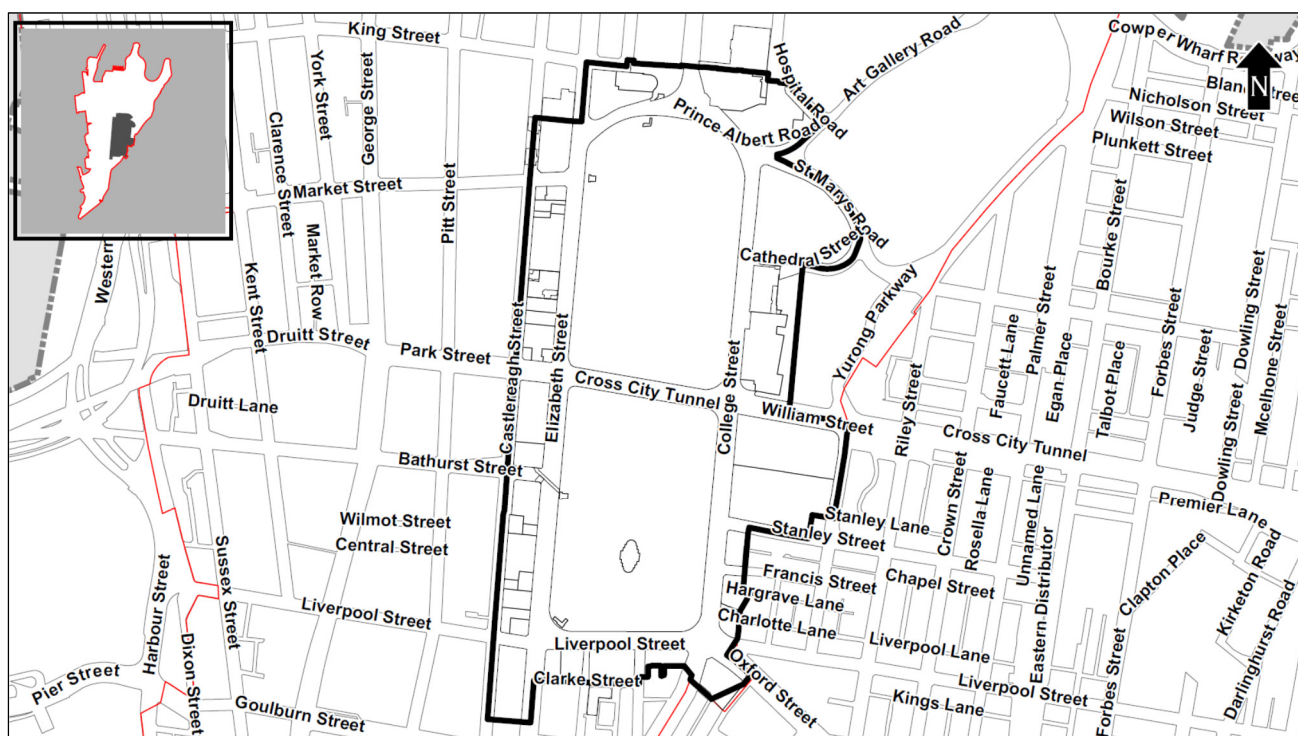 King Street
York Street
George Street
Clarence Street
Market Street
Pitt Street
Market Row
Kent Street
Druitt Street
Park Street
Druitt Lane
Bathurst Street
Wilmot Street
Central Street
Sussex Street
Liverpool Street
Harbour Street
Dixon Street
Pier Street
Goulburn Street
Western
Castlereagh Street
Elizabeth Street
Cross City Tunnel
College Street
William Street
Hospital Road
Art Gallery Road
Prince Albert Road
St Marys Road
Cathedral Street
Yurong Parkway
Cowper Wharf Roadway
N
Nicholson Street
Wilson Street
Plunkett Street
Bourke Street
Palmer Street
Faucett Lane
Egan Place
Talbot Place
Forbes Street
Judge Street
Dowling Street
Dowling Street
Mcelhone Street
Riley Street
Cross City Tunnel
Premier Lane
Crown Street
Rosella Lane
Unnamed Lane
Eastern Distributor
Stanley Lane
Stanley Street
Francis Street
Chapel Street
Hargrave Lane
Charlotte Lane
Liverpool Lane
Liverpool Street
Liverpool Street
Clarke Street
Oxford Street
Kings Lane
Forbes Street
Clapton Place
Kirketon Road
Darlinghurst Road